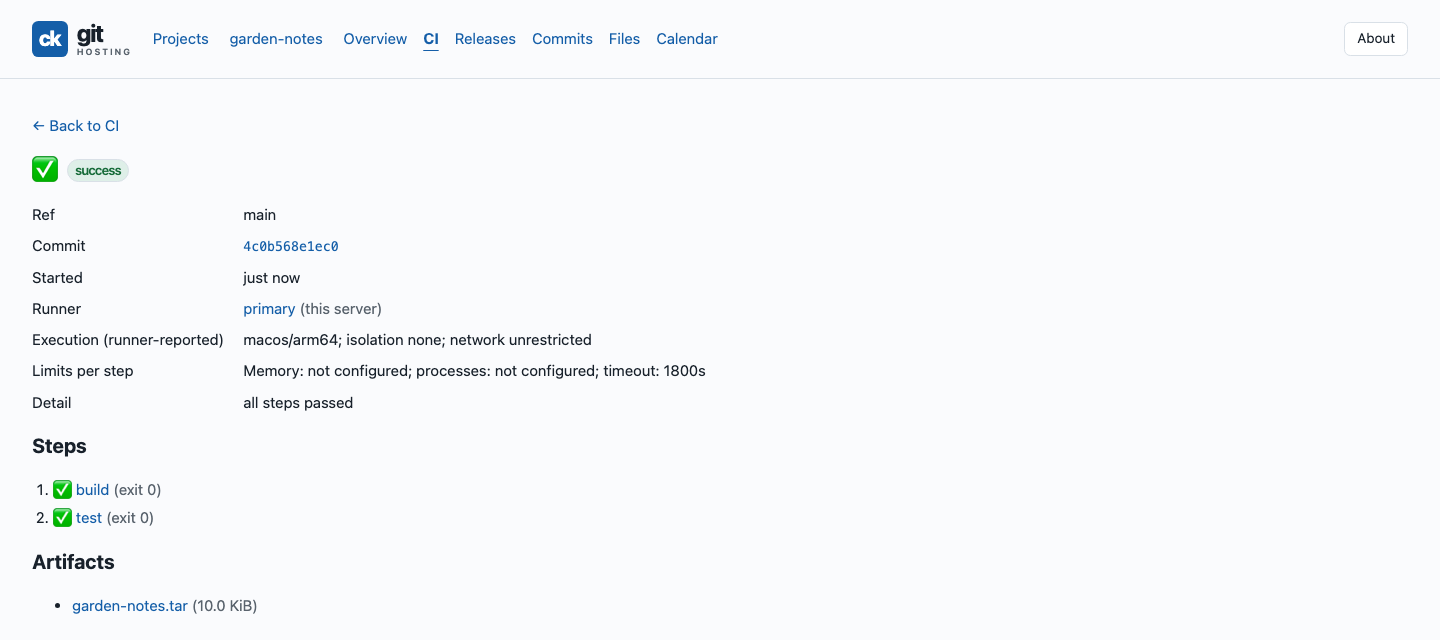 ck git HOSTING Projects garden-notes Overview CI Releases Commits Files Calendar About
← Back to CI
✅ success
Ref main
Commit 4c0b568e1ec0
Started just now
Runner primary (this server)
Execution (runner-reported) macos/arm64; isolation none; network unrestricted
Limits per step Memory: not configured; processes: not configured; timeout: 1800s
Detail all steps passed
Steps
1. ✅ build (exit 0)
2. ✅ test (exit 0)
Artifacts
• garden-notes.tar (10.0 KiB)